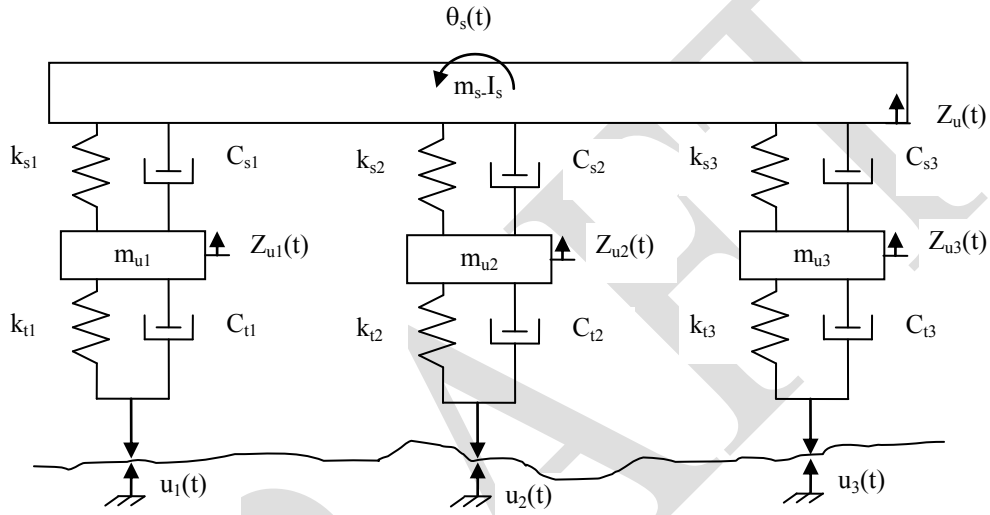 θs(t)
ms-Is
Zu(t)
ks1
Cs1
ks2
Cs2
ks3
Cs3
mu1
Zu1(t)
mu2
Zu2(t)
mu3
Zu3(t)
kt1
Ct1
kt2
Ct2
kt3
Ct3
u1(t)
u2(t)
u3(t)